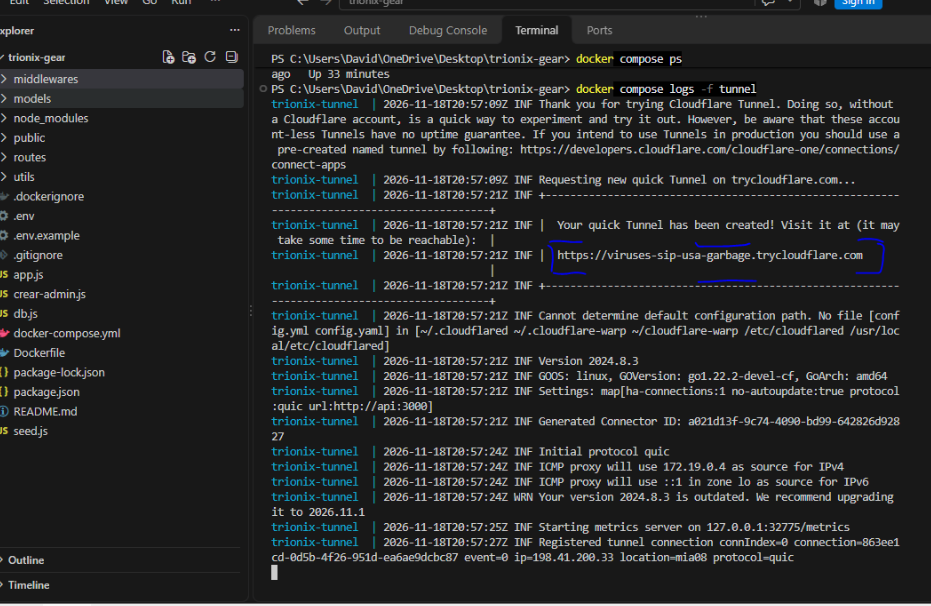 Edit Selection View Go Run ...
trionix-gear
Sign in
xplorer ...
trionix-gear
middlewares
models
node_modules
public
routes
utils
.dockerignore
.env
.env.example
.gitignore
JS app.js
JS crear-admin.js
JS db.js
docker-compose.yml
Dockerfile
{} package-lock.json
{} package.json
README.md
JS seed.js
Outline
Timeline
Problems Output Debug Console Terminal Ports
PS C:\Users\David\OneDrive\Desktop\trionix-gear> docker compose ps
ago Up 33 minutes
PS C:\Users\David\OneDrive\Desktop\trionix-gear> docker compose logs -f tunnel
trionix-tunnel | 2026-11-18T20:57:09Z INF Thank you for trying Cloudflare Tunnel. Doing so, without
a Cloudflare account, is a quick way to experiment and try it out. However, be aware that these accou
nt-less Tunnels have no uptime guarantee. If you intend to use Tunnels in production you should use a
pre-created named tunnel by following: https://developers.cloudflare.com/cloudflare-one/connections/
connect-apps
trionix-tunnel | 2026-11-18T20:57:09Z INF Requesting new quick Tunnel on trycloudflare.com...
trionix-tunnel | 2026-11-18T20:57:21Z INF +--------------------------------------------------
---------------------------------+
trionix-tunnel | 2026-11-18T20:57:21Z INF | Your quick Tunnel has been created! Visit it at (it may
take some time to be reachable): |
trionix-tunnel | 2026-11-18T20:57:21Z INF | https://viruses-sip-usa-garbage.trycloudflare.com
|
trionix-tunnel | 2026-11-18T20:57:21Z INF +--------------------------------------------------
---------------------------------+
trionix-tunnel | 2026-11-18T20:57:21Z INF Cannot determine default configuration path. No file [conf
ig.yml config.yaml] in [~/.cloudflared ~/.cloudflare-warp ~/cloudflare-warp /etc/cloudflared /usr/loc
al/etc/cloudflared]
trionix-tunnel | 2026-11-18T20:57:21Z INF Version 2024.8.3
trionix-tunnel | 2026-11-18T20:57:21Z INF GOOS: linux, GOVersion: go1.22.2-devel-cf, GoArch: amd64
trionix-tunnel | 2026-11-18T20:57:21Z INF Settings: map[ha-connections:1 no-autoupdate:true protocol
:quic url:http://api:3000]
trionix-tunnel | 2026-11-18T20:57:21Z INF Generated Connector ID: a021d13f-9c74-4090-bd99-642826d928
27
trionix-tunnel | 2026-11-18T20:57:24Z INF Initial protocol quic
trionix-tunnel | 2026-11-18T20:57:24Z INF ICMP proxy will use 172.19.0.4 as source for IPv4
trionix-tunnel | 2026-11-18T20:57:24Z INF ICMP proxy will use ::1 in zone lo as source for IPv6
trionix-tunnel | 2026-11-18T20:57:24Z WRN Your version 2024.8.3 is outdated. We recommend upgrading
it to 2026.11.1
trionix-tunnel | 2026-11-18T20:57:25Z INF Starting metrics server on 127.0.0.1:32775/metrics
trionix-tunnel | 2026-11-18T20:57:27Z INF Registered tunnel connection connIndex=0 connection=863ee1
cd-0d5b-4f26-951d-ea6ae9dcbc87 event=0 ip=198.41.200.33 location=mia08 protocol=quic